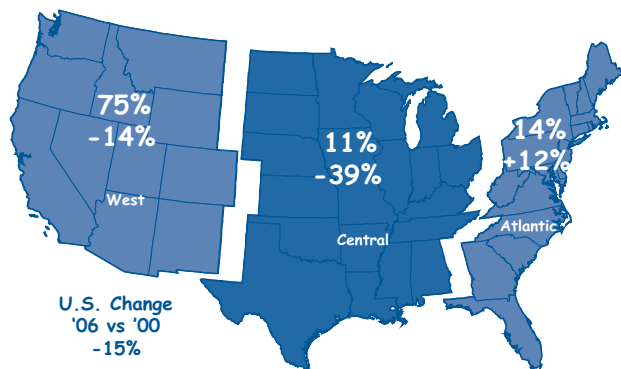 75%
-14%
West
11%
-39%
Central
14%
+12%
Atlantic
U.S. Change
'06 vs '00
-15%